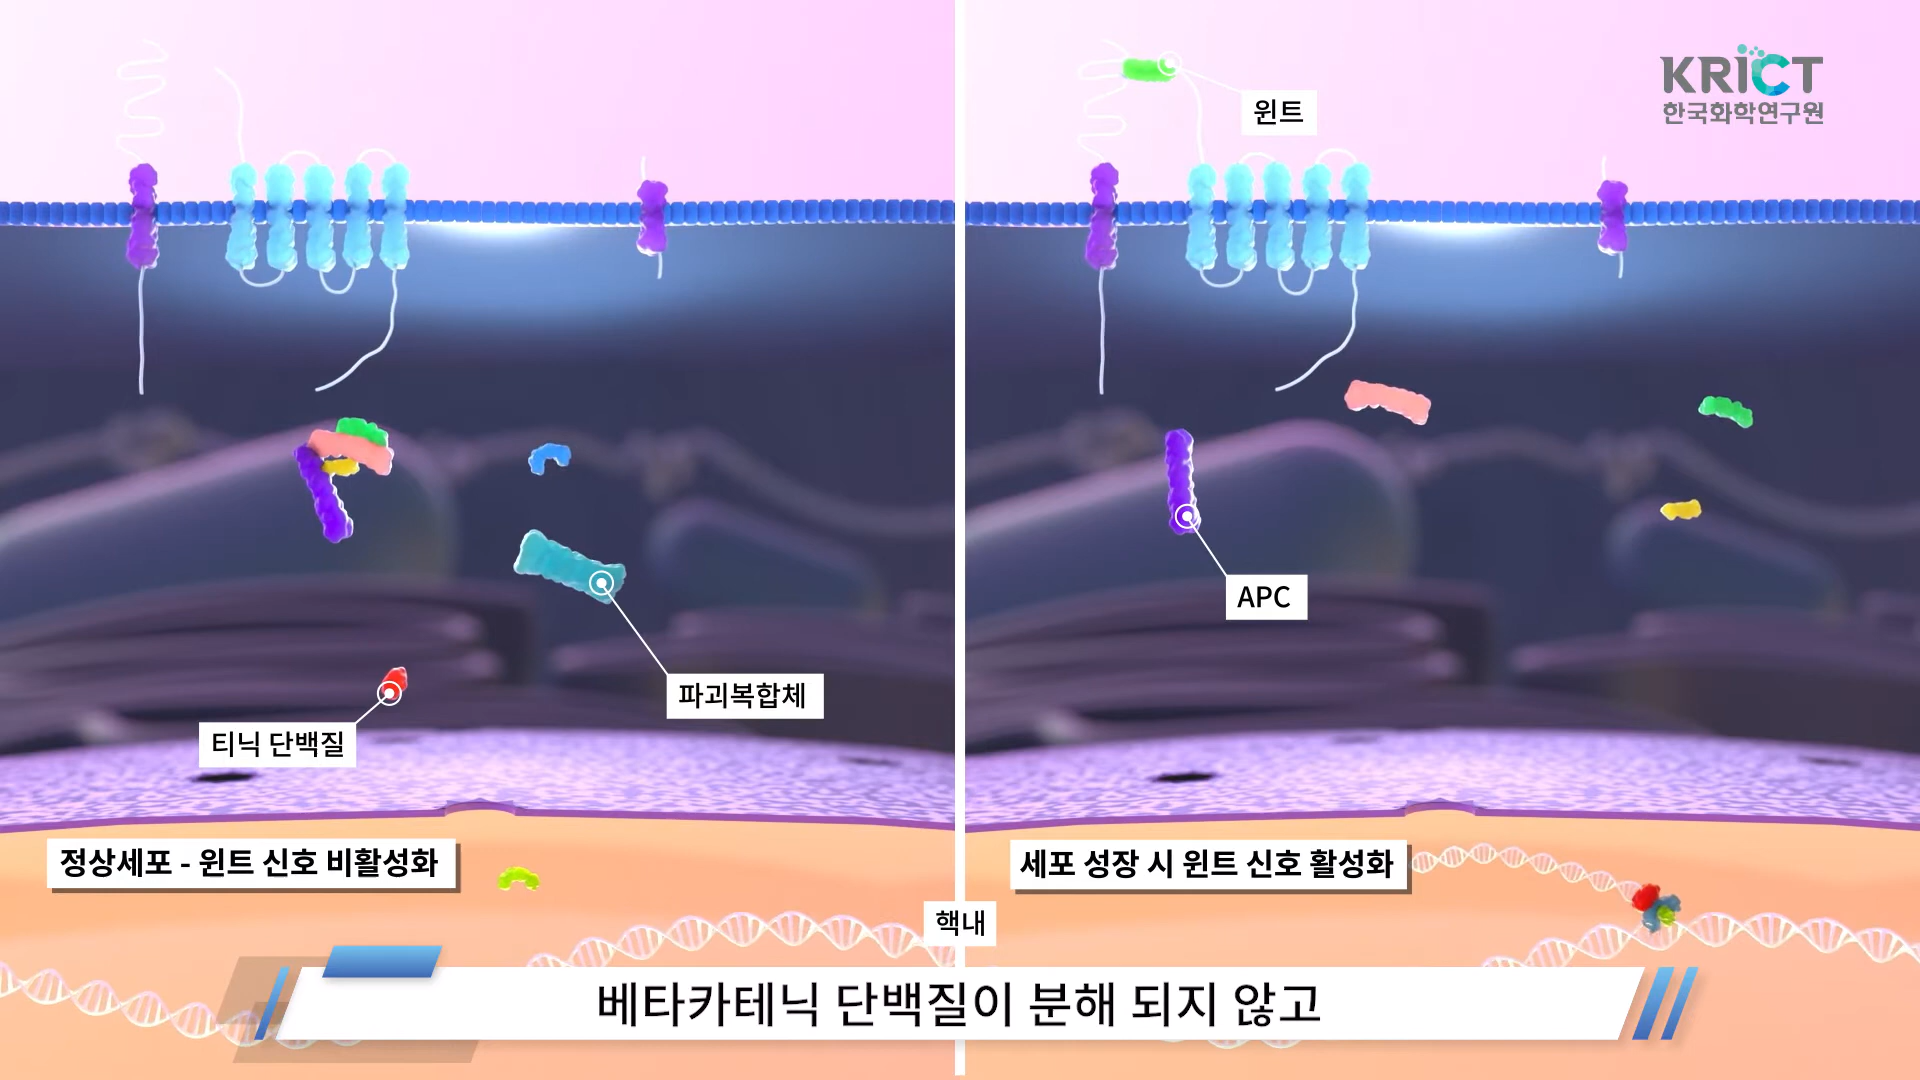 윈트
KRICT
한국화학연구원
APC
파괴복합체
티닉 단백질
정상세포 - 윈트 신호 비활성화
세포 성장 시 윈트 신호 활성화
핵내
베타카테닉 단백질이 분해 되지 않고